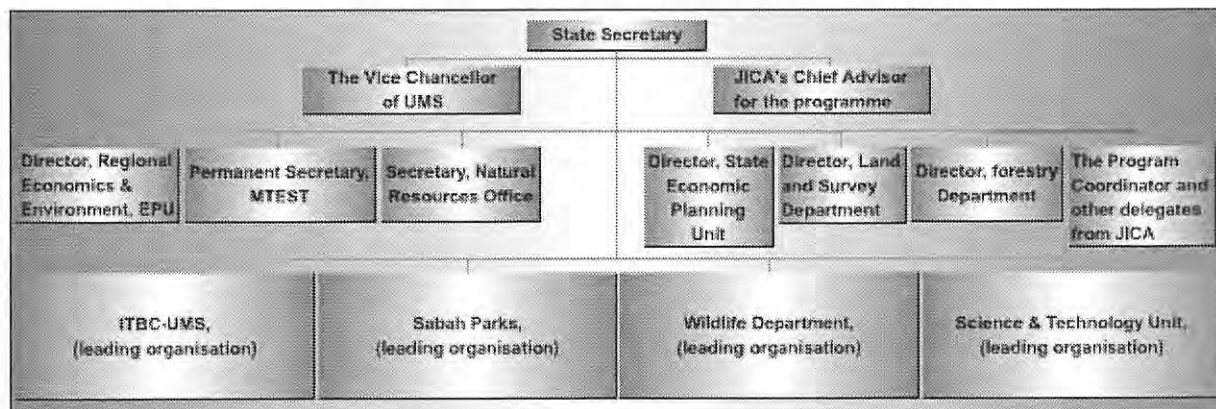 State Secretary
The Vice Chancellor
of UMS
JICA's Chief Advisor
for the programme
Director, Regional
Economics &
Environment, EPU
Permanent Secretary,
MTEST
Secretary, Natural
Resources Office
Director, State
Economic
Planning
Unit
Director, Land
and Survey
Department
Director, forestry
Department
The Program
Coordinator and
other delegates
from JICA
ITBC-UMS,
(leading organisation)
Sabah Parks,
(leading organisation)
Wildlife Department,
(leading organisation)
Science & Technology Unit,
(leading organisation)